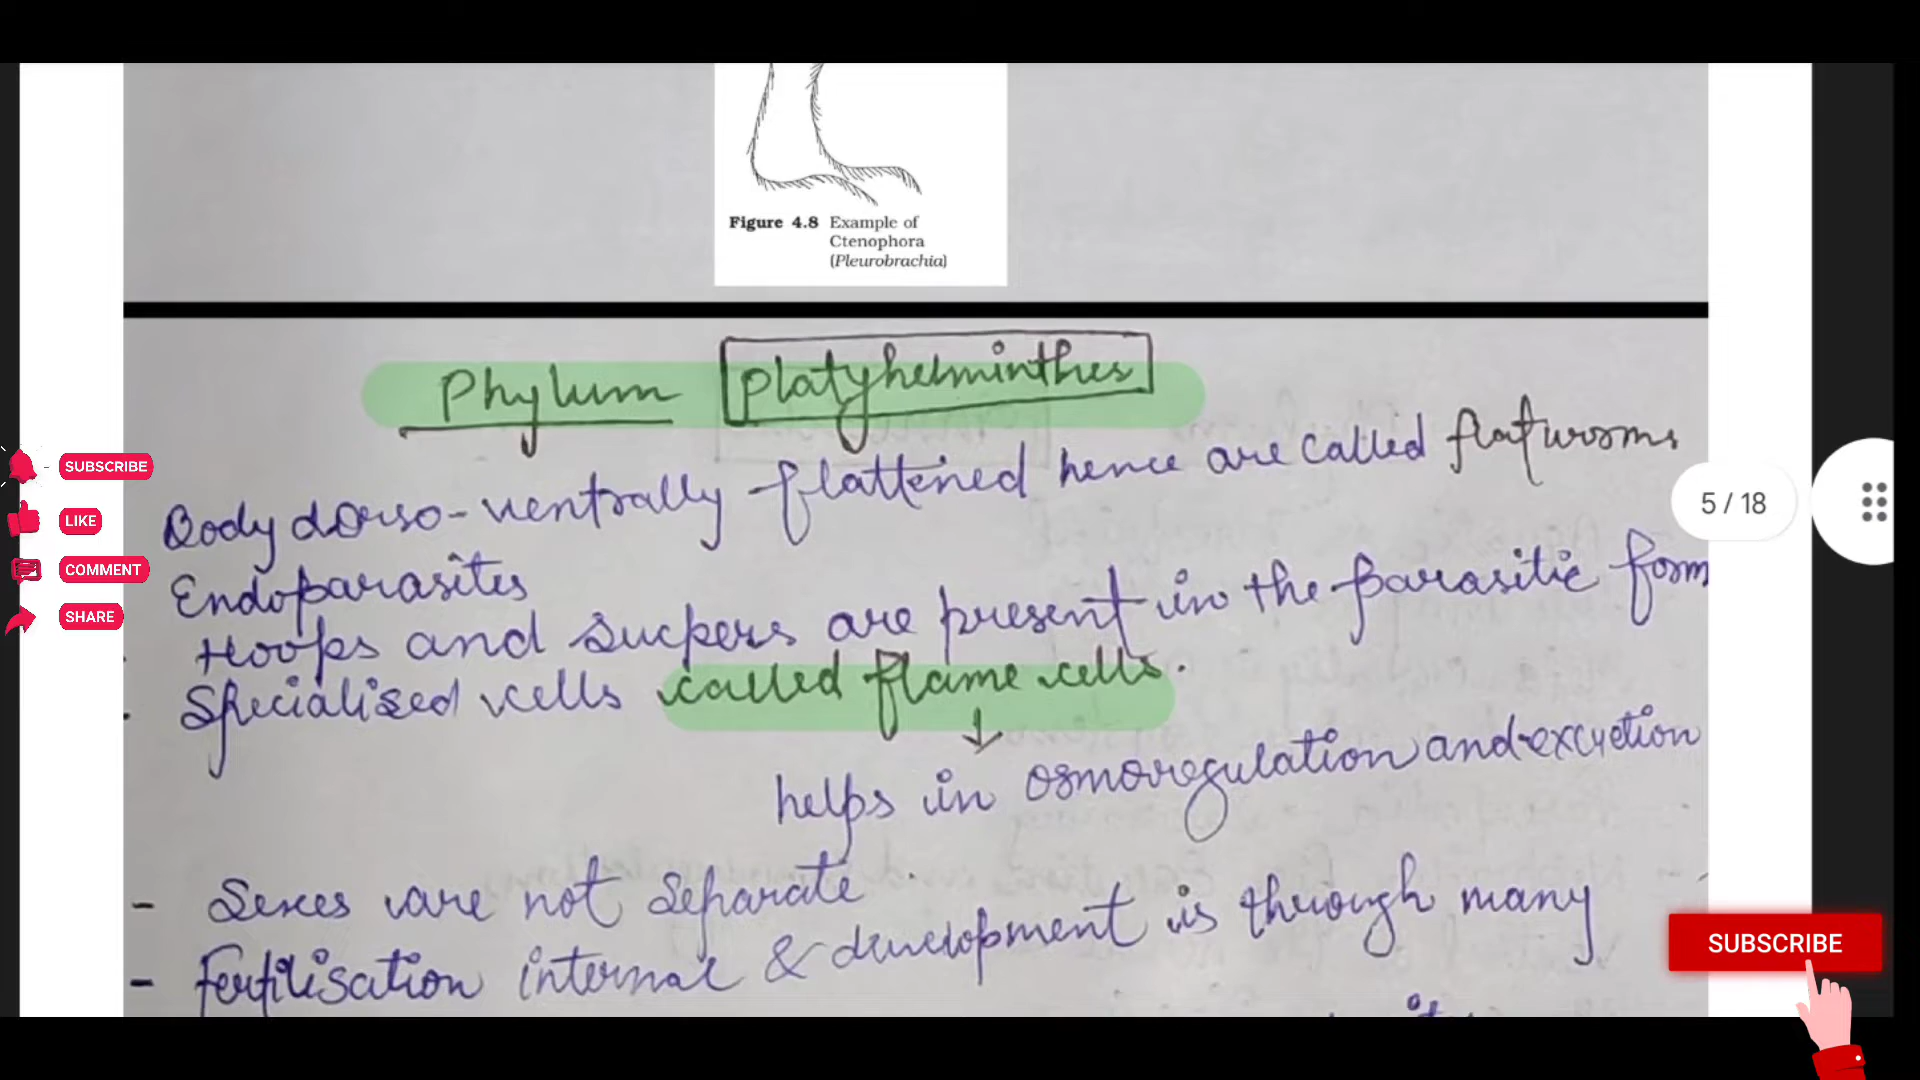 Figure 4.8 Example of
Ctenophora
(Pleurobrachia)
Phylum Platyhelminthes
Body dorso-ventrally flattened hence are called flatworms
Endoparasites
Hooks and Suckers are present in the parasitic form
Specialised cells called flame cells.
helps in osmoregulation and excretion
- Sexes are not separate
- Fertilisation internal & development is through many
5 / 18
SUBSCRIBE
LIKE
COMMENT
SHARE
SUBSCRIBE